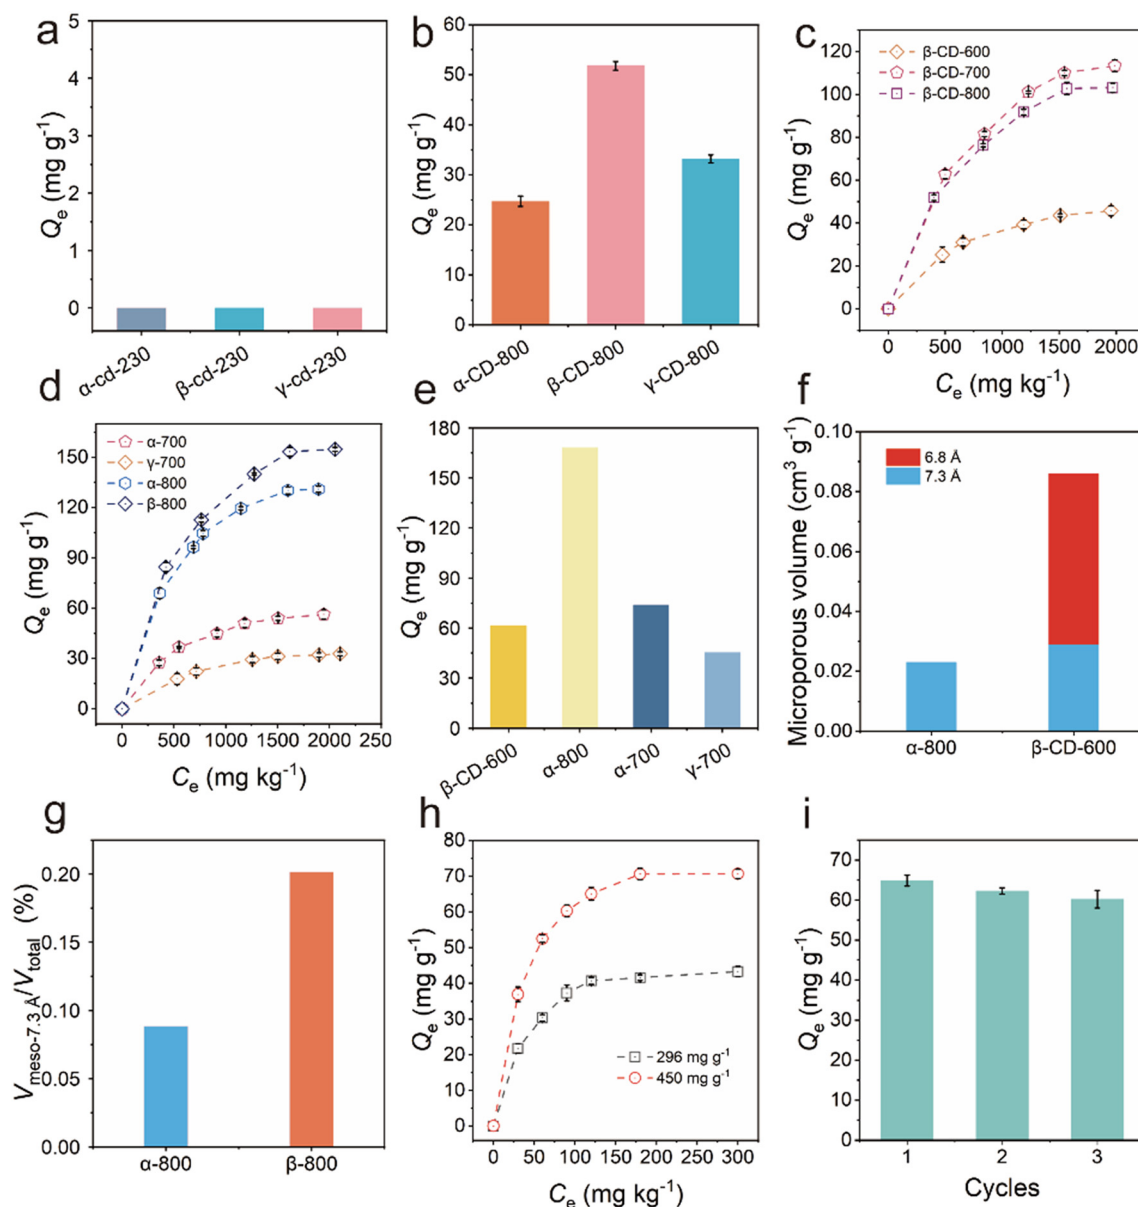 a
5
4
3
2
1
0
Qe (mg g-1)
α-cd-230
β-cd-230
γ-cd-230
b
60
50
40
30
20
10
0
Qe (mg g-1)
α-CD-800
β-CD-800
γ-CD-800
c
β-CD-600
β-CD-700
β-CD-800
120
100
80
60
40
20
0
Qe (mg g-1)
0 500 1000 1500 2000
Ce (mg kg-1)
d
α-700
γ-700
α-800
β-800
150
120
90
60
30
0
Qe (mg g-1)
0 500 1000 1500 2000 250
Ce (mg kg-1)
e
180
150
120
90
60
30
0
Qe (mg g-1)
β-CD-600
α-800
α-700
γ-700
f
6.8 Å
7.3 Å
0.10
0.08
0.06
0.04
0.02
0.00
Microporous volume (cm3 g-1)
α-800 β-CD-600
g
0.20
0.15
0.10
0.05
0.00
Vmeso-7.3 Å/Vtotal (%)
α-800 β-800
h
80
70
60
50
40
30
20
10
0
Qe (mg g-1)
296 mg g-1
450 mg g-1
0 50 100 150 200 250 300
Ce (mg kg-1)
i
70
60
50
40
30
20
10
0
Qe (mg g-1)
1 2 3
Cycles